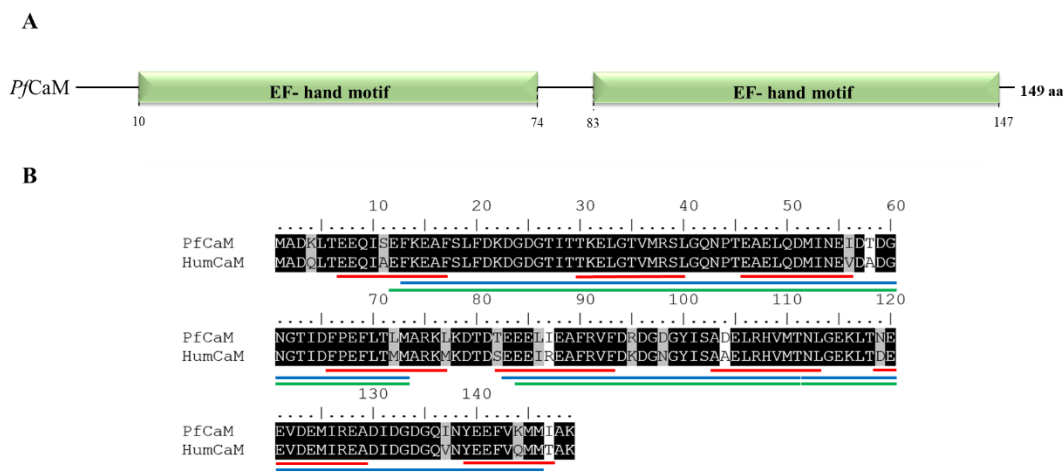 A
PfCaM EF- hand motif EF- hand motif 149 aa
10 74 83 147
B
10 20 30 40 50 60
PfCaM MADKLTEEQISEFKEAFSLFDKDGDGTITTKELGTVMRSLGQNPTEAELQDMINEIDTDG
HumCaM MADQLTEEQIAEFKEAFSLFDKDGDGTITTKELGTVMRSLGQNPTEAELQDMINEVDADG
70 80 90 100 110 120
PfCaM NGTIDFPEFLTLMARKLKDTDTEEELIEAFRVFDRDGDGYISADELRHVMTNLGEKLTNE
HumCaM NGTIDFPEFLTMMARKMKDTDSEEEIREAFRVFDKDGNGYISAAELRHVMTNLGEKLTDE
130 140
PfCaM EVDEMIREADIDGDGQINYEEFVKMMIAK
HumCaM EVDEMIREADIDGDGQVNYEEFVQMMTAK